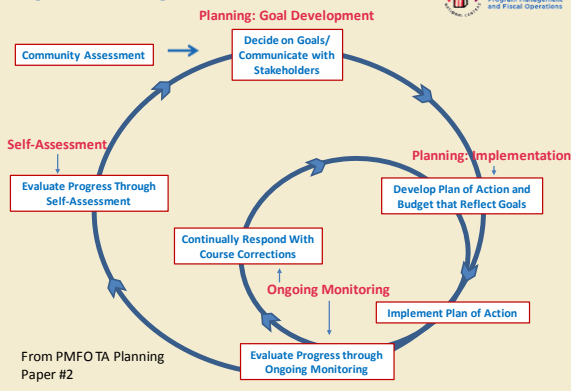 Program Management
and Fiscal Operations
Planning: Goal Development
Community Assessment
Decide on Goals/
Communicate with
Stakeholders
Self-Assessment
Planning: Implementation
Evaluate Progress Through
Self-Assessment
Develop Plan of Action and
Budget that Reflect Goals
Continually Respond With
Course Corrections
Ongoing Monitoring
Implement Plan of Action
Evaluate Progress through
Ongoing Monitoring
From PMFO TA Planning
Paper #2